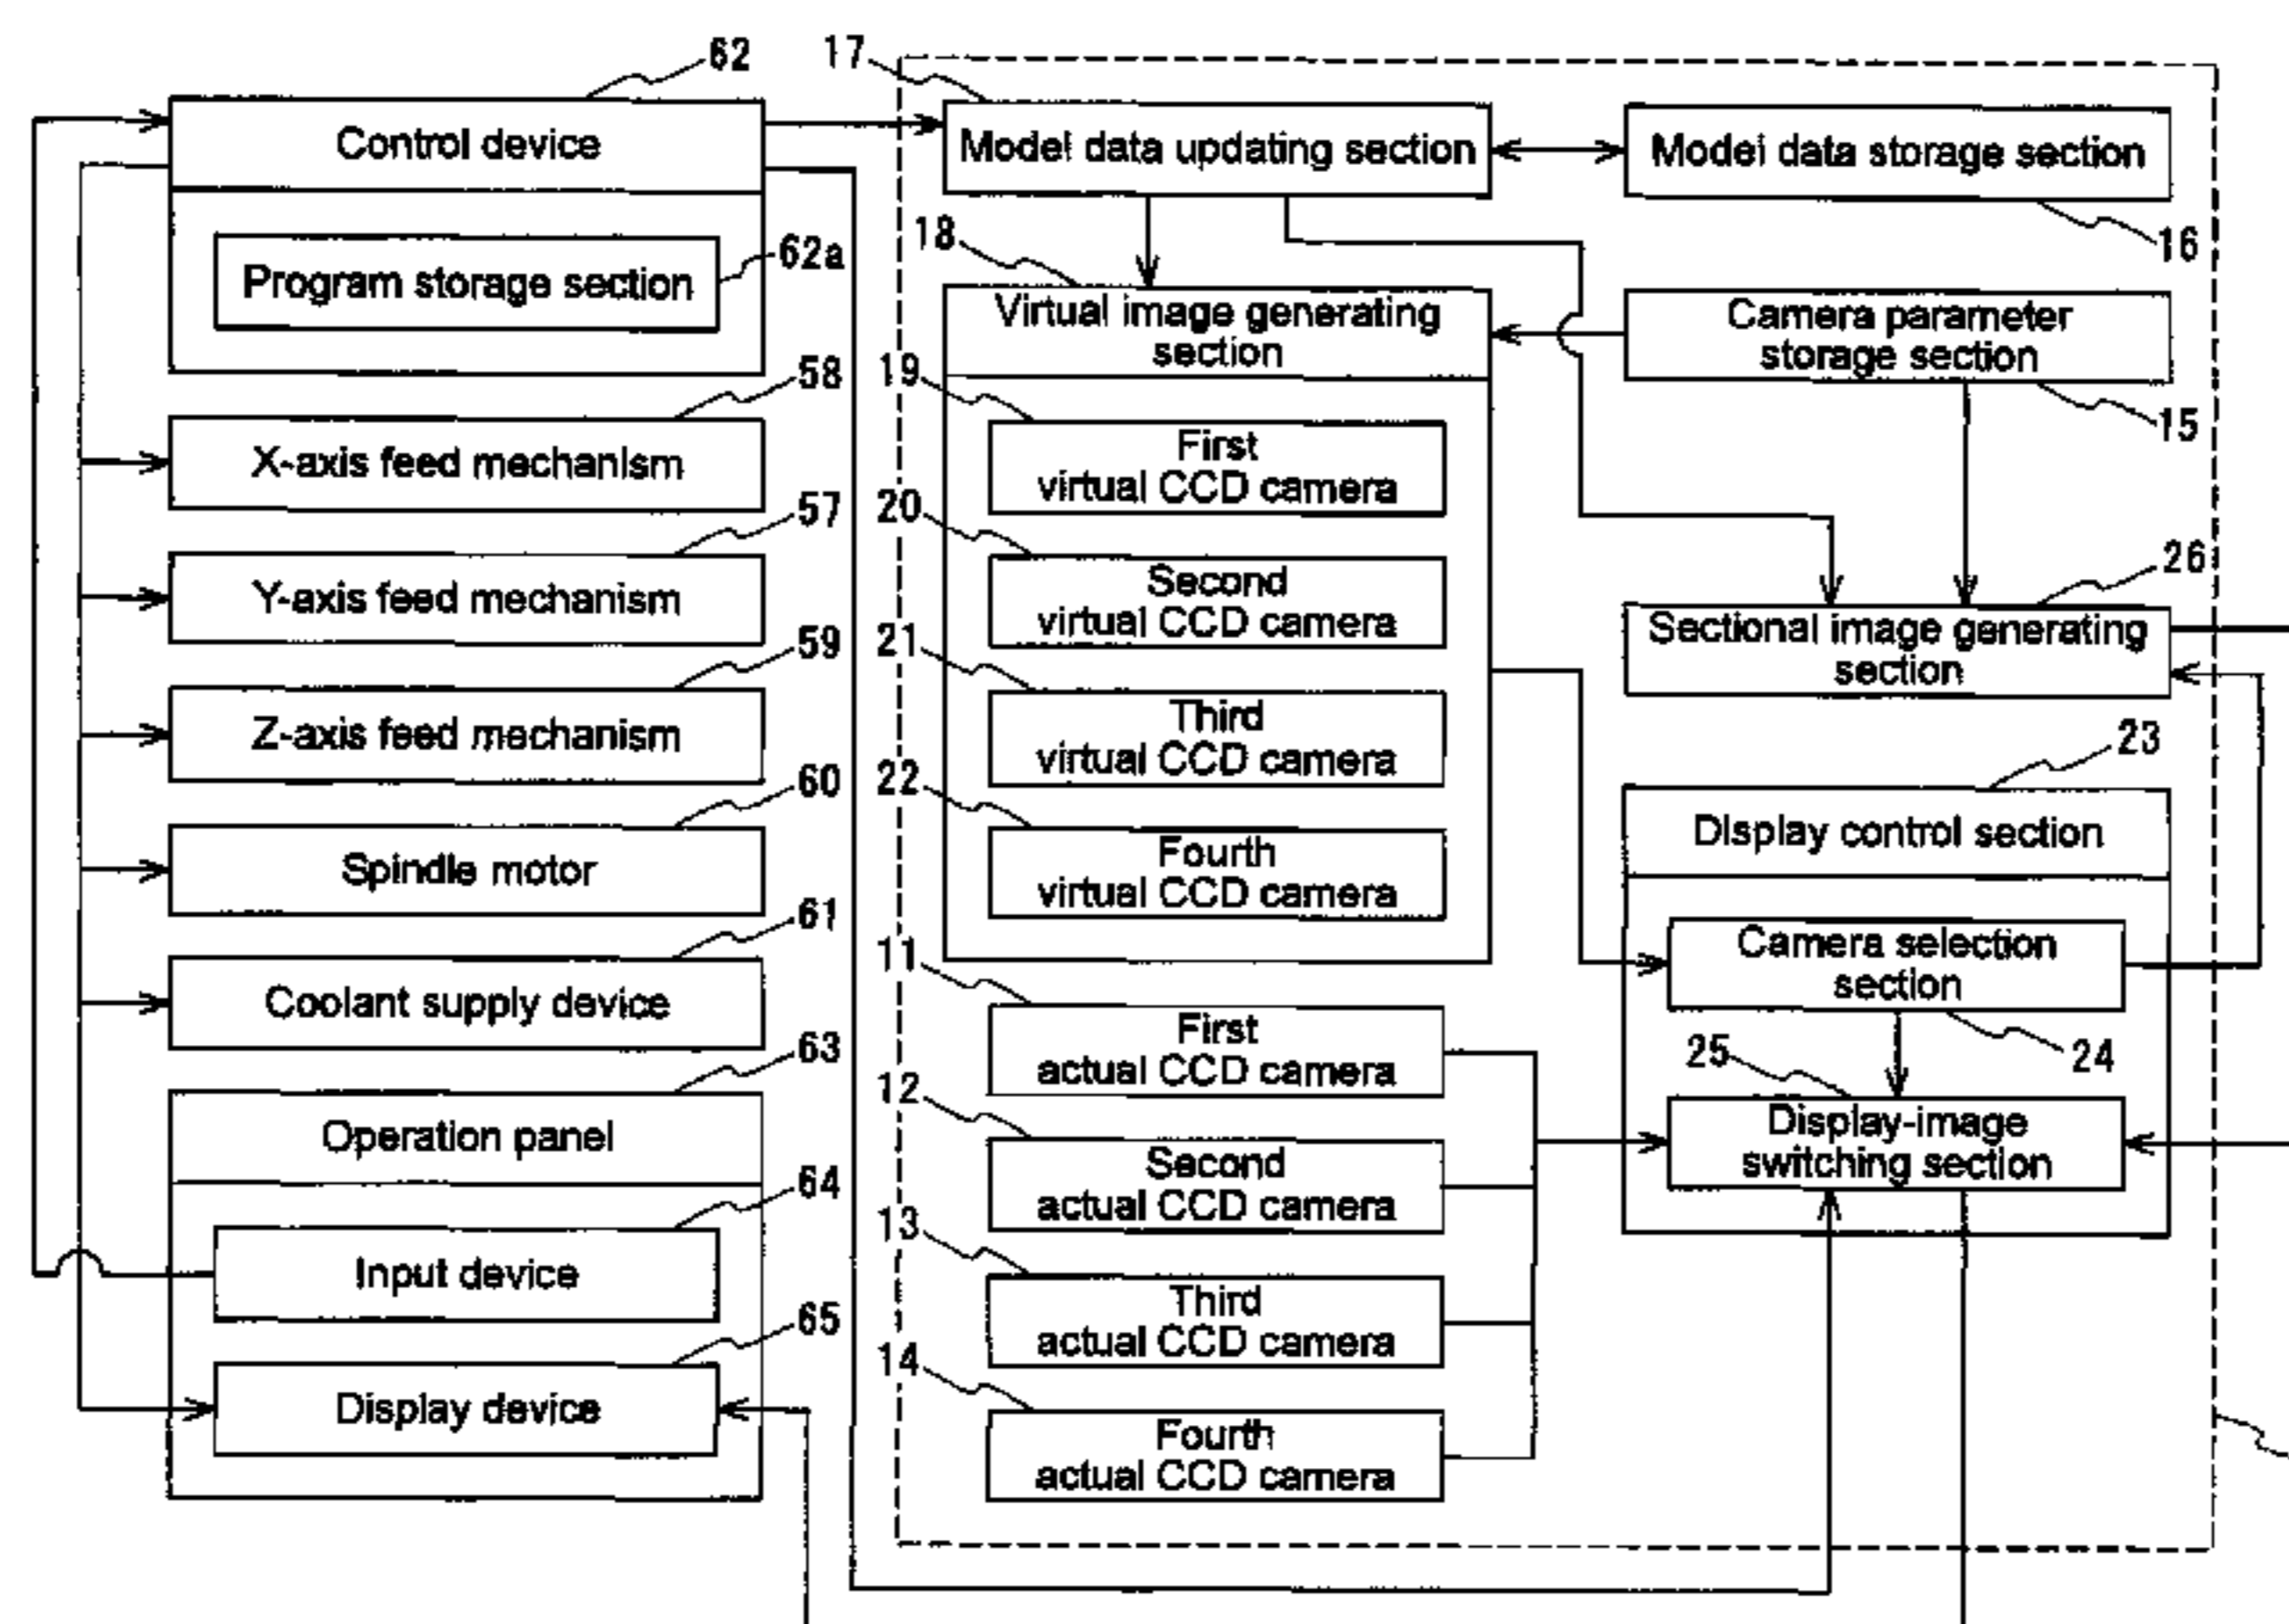 62
Control device
Program storage section
62a
58
X-axis feed mechanism
57
Y-axis feed mechanism
59
Z-axis feed mechanism
60
Spindle motor
61
Coolant supply device
63
Operation panel
64
Input device
65
Display device
17
Model data updating section
Model data storage section
16
18
Virtual image generating
section
Camera parameter
storage section
15
19
First
virtual CCD camera
20
Second
virtual CCD camera
21
Third
virtual CCD camera
22
Fourth
virtual CCD camera
26
Sectional image generating
section
23
Display control section
Camera selection
section
24
25
Display-image
switching section
11
First
actual CCD camera
12
Second
actual CCD camera
13
Third
actual CCD camera
14
Fourth
actual CCD camera